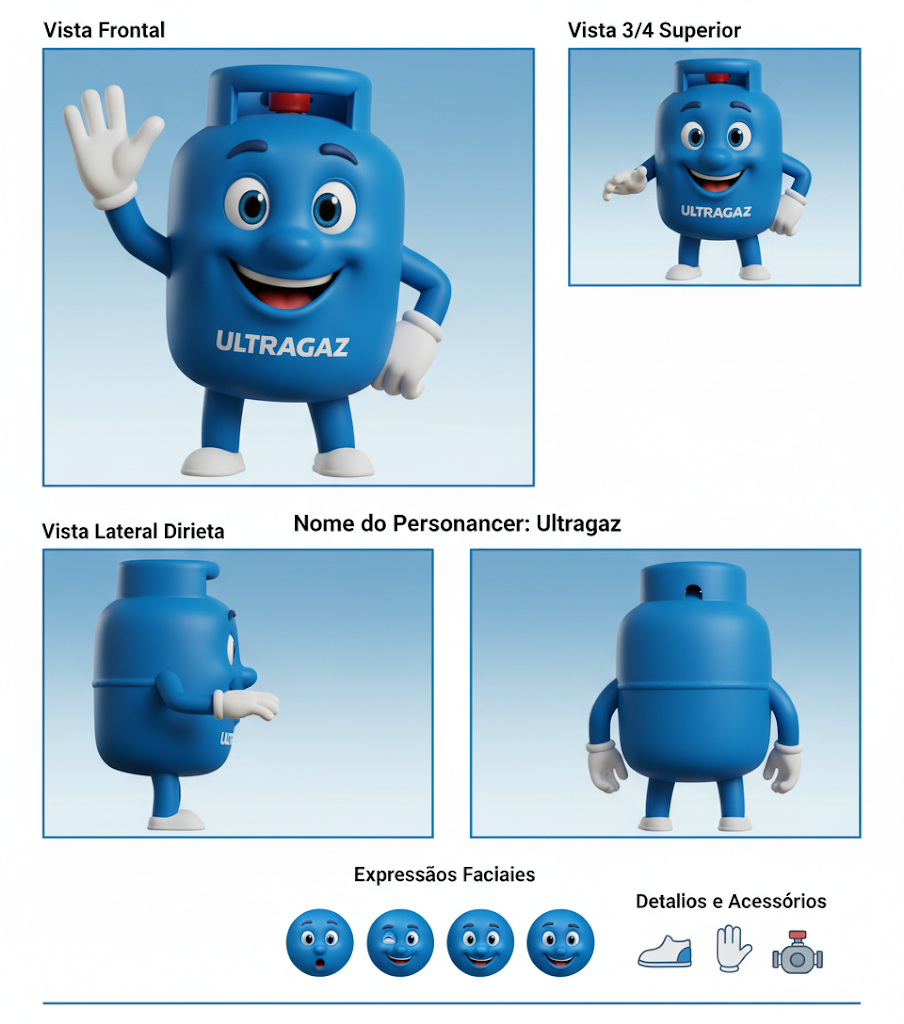 Vista Frontal
Vista 3/4 Superior
ULTRAGAZ
ULTRAGAZ
Vista Lateral Dirieta
Nome do Personancer: Ultragaz
Expressãos Faciaies
Detalios e Acessórios